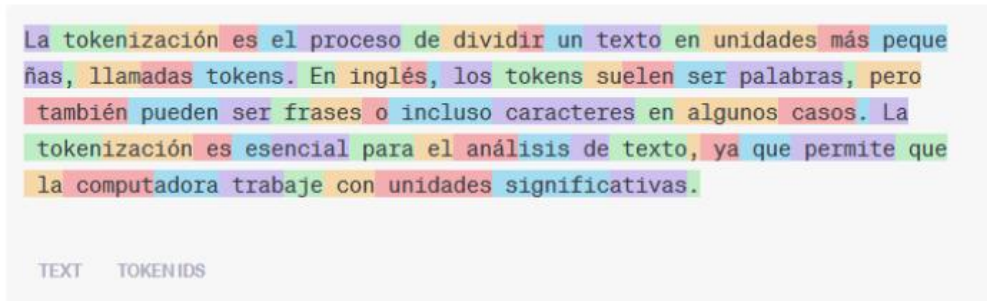 La tokenización es el proceso de dividir un texto en unidades más peque
ñas, llamadas tokens. En inglés, los tokens suelen ser palabras, pero
también pueden ser frases o incluso caracteres en algunos casos. La
tokenización es esencial para el análisis de texto, ya que permite que
la computadora trabaje con unidades significativas.
TEXT TOKEN IDS